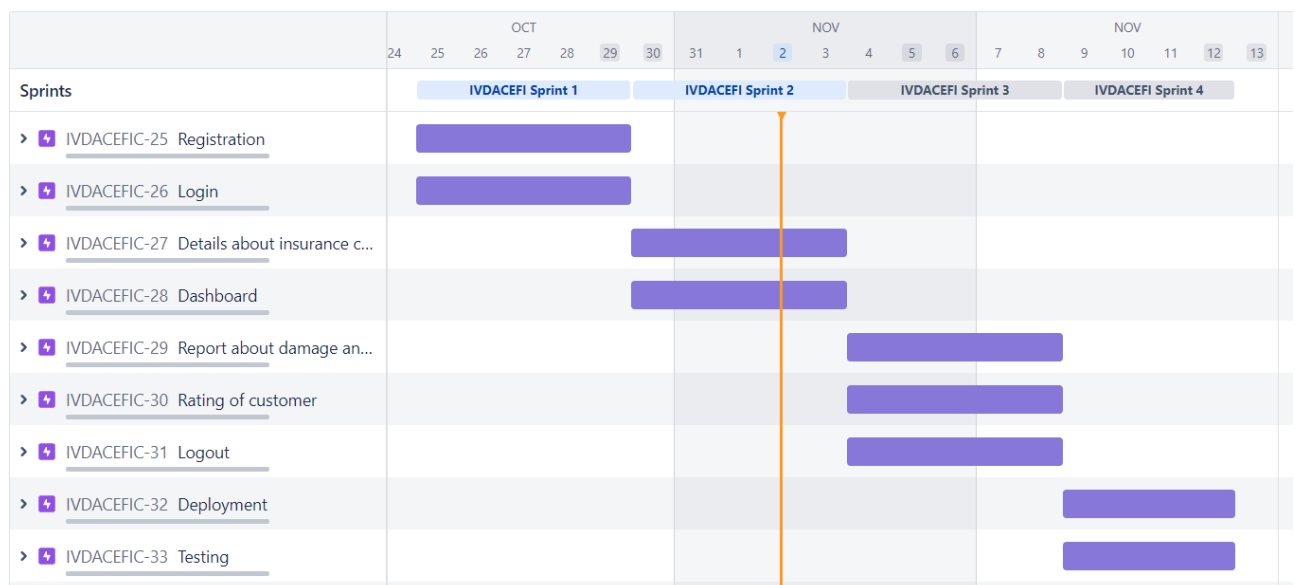 OCT NOV NOV
24 25 26 27 28 29 30 31 1 2 3 4 5 6 7 8 9 10 11 12 13
Sprints IVDACEFI Sprint 1 IVDACEFI Sprint 2 IVDACEFI Sprint 3 IVDACEFI Sprint 4
IVDACEFIC-25 Registration
IVDACEFIC-26 Login
IVDACEFIC-27 Details about insurance c...
IVDACEFIC-28 Dashboard
IVDACEFIC-29 Report about damage an...
IVDACEFIC-30 Rating of customer
IVDACEFIC-31 Logout
IVDACEFIC-32 Deployment
IVDACEFIC-33 Testing